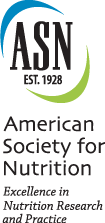 ASN
EST. 1928
American
Society for
Nutrition
Excellence in
Nutrition Research
and Practice